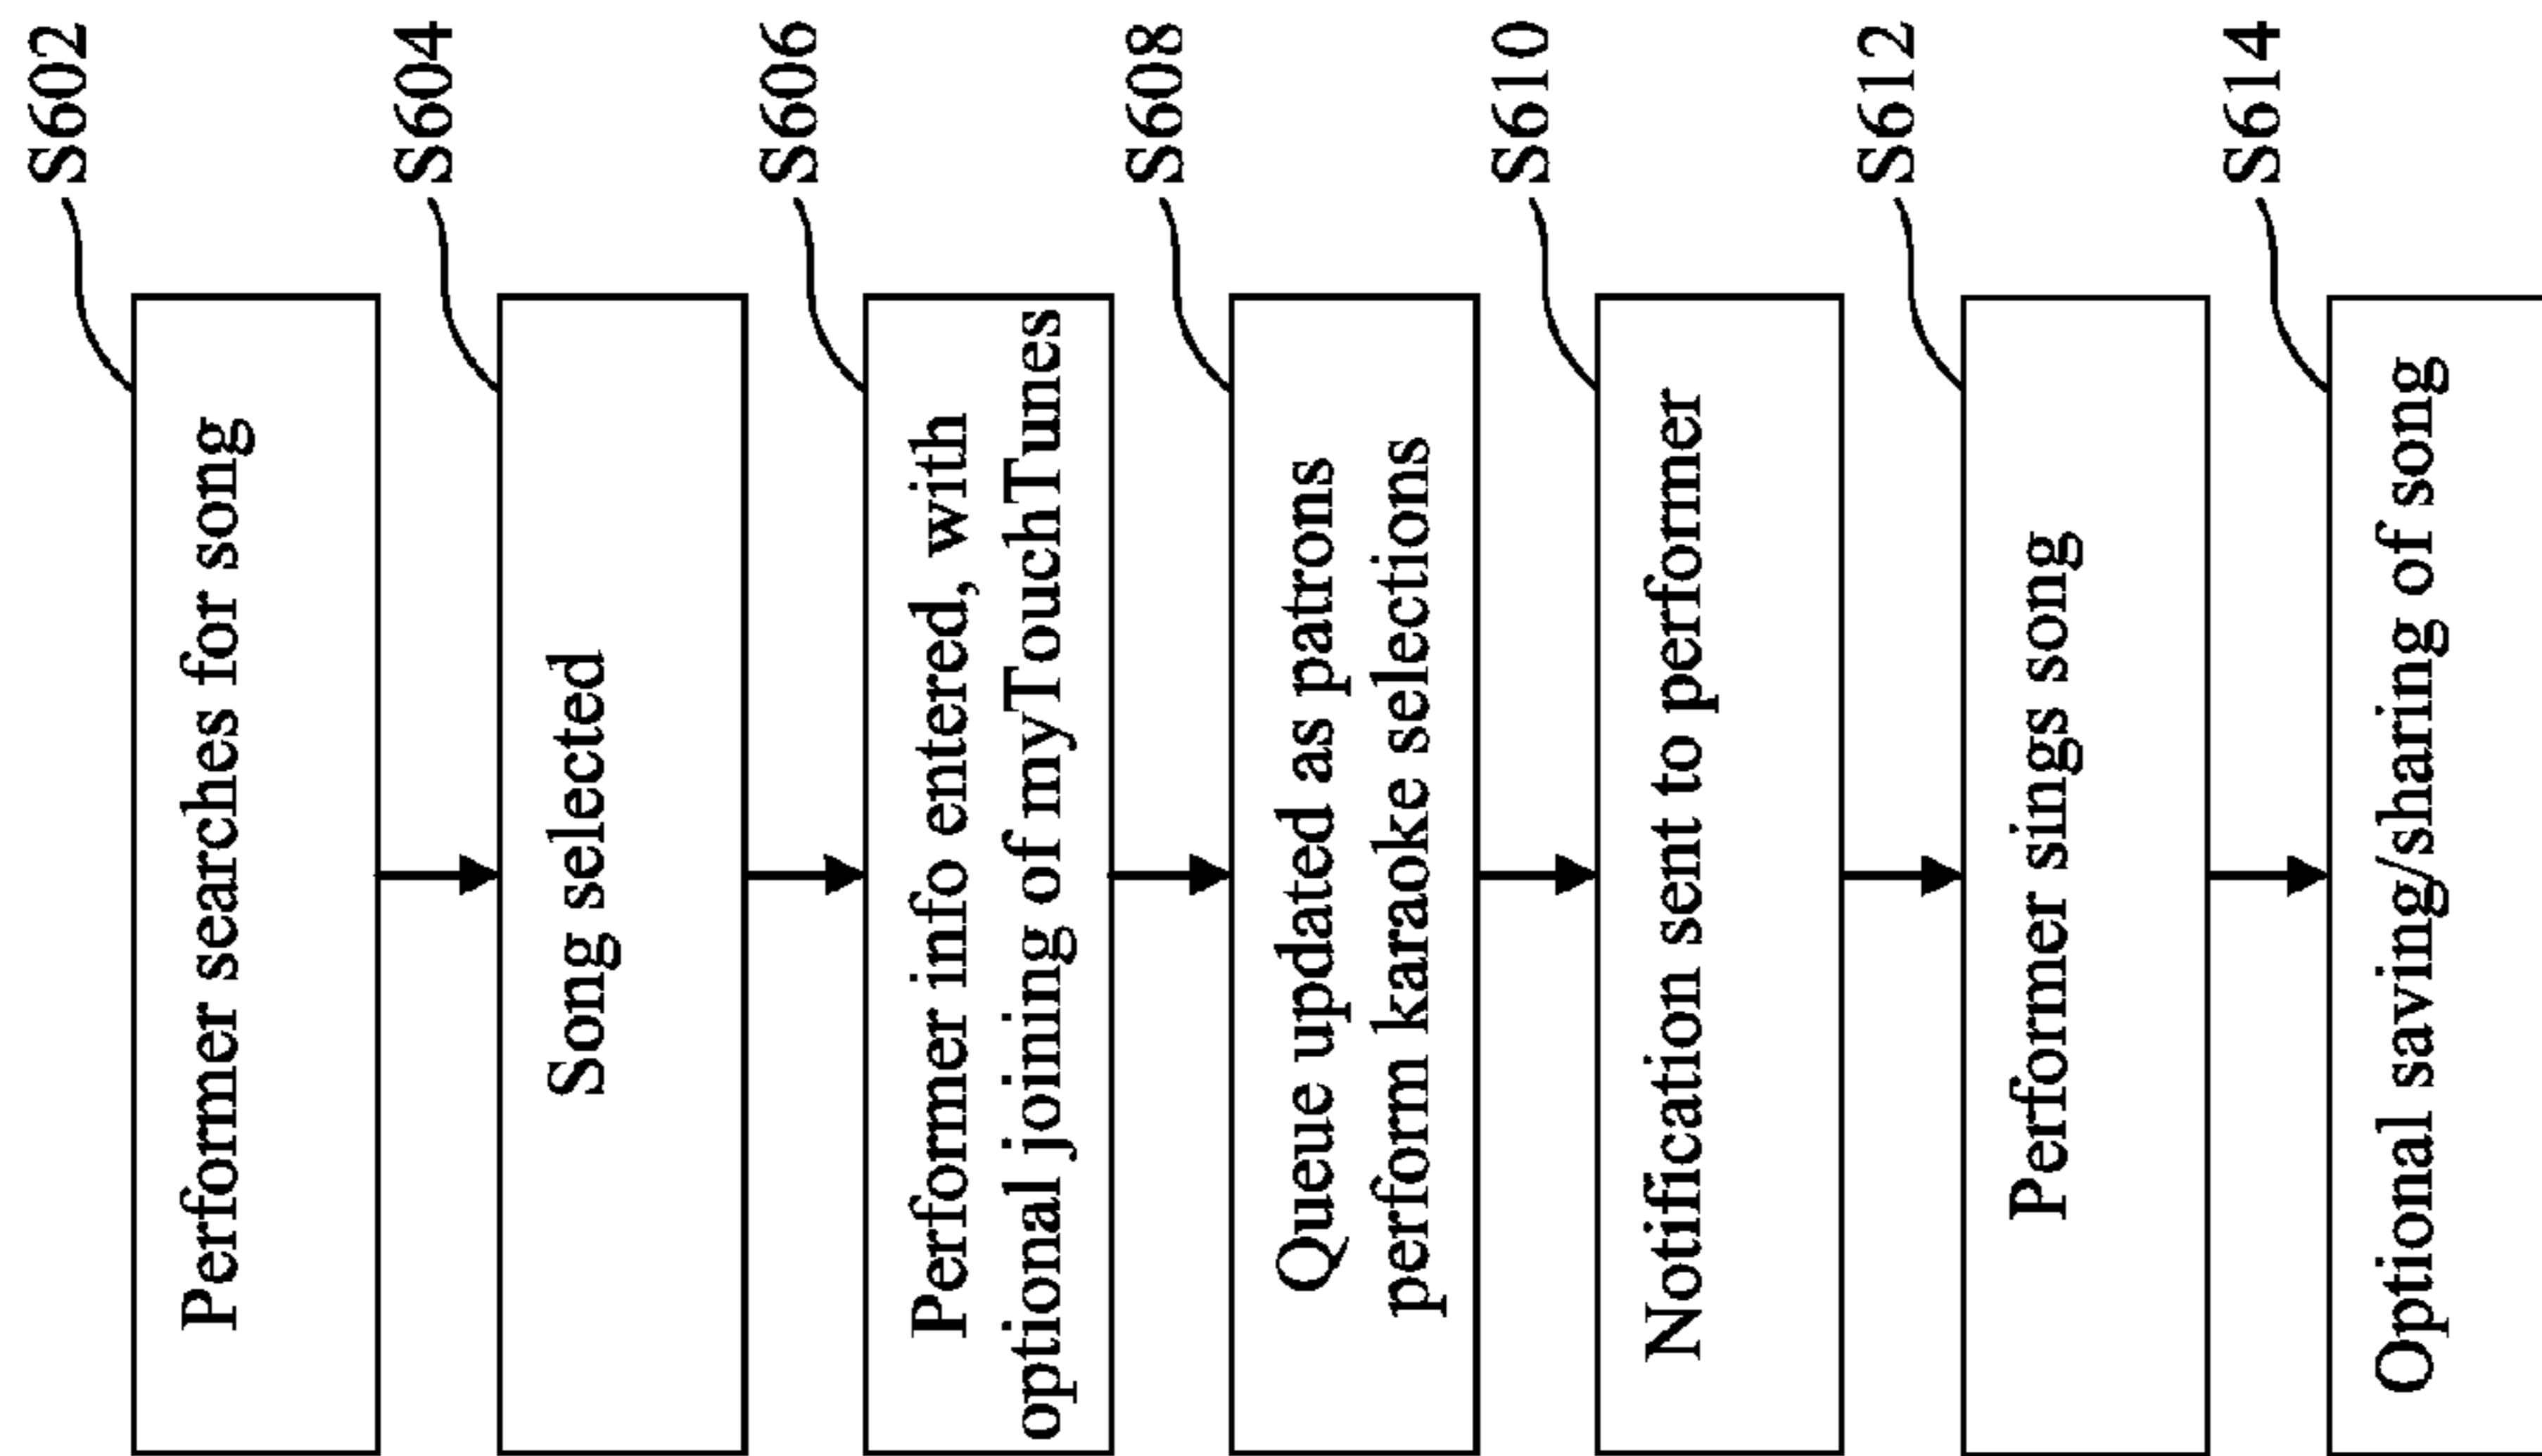 S602
Performer searches for song
S604
Song selected
S606
Performer info entered, with
optional joining of myTouchTunes
S608
Queue updated as patrons
perform karaoke selections
S610
Notification sent to performer
S612
Performer sings song
S614
Optional saving/sharing of song